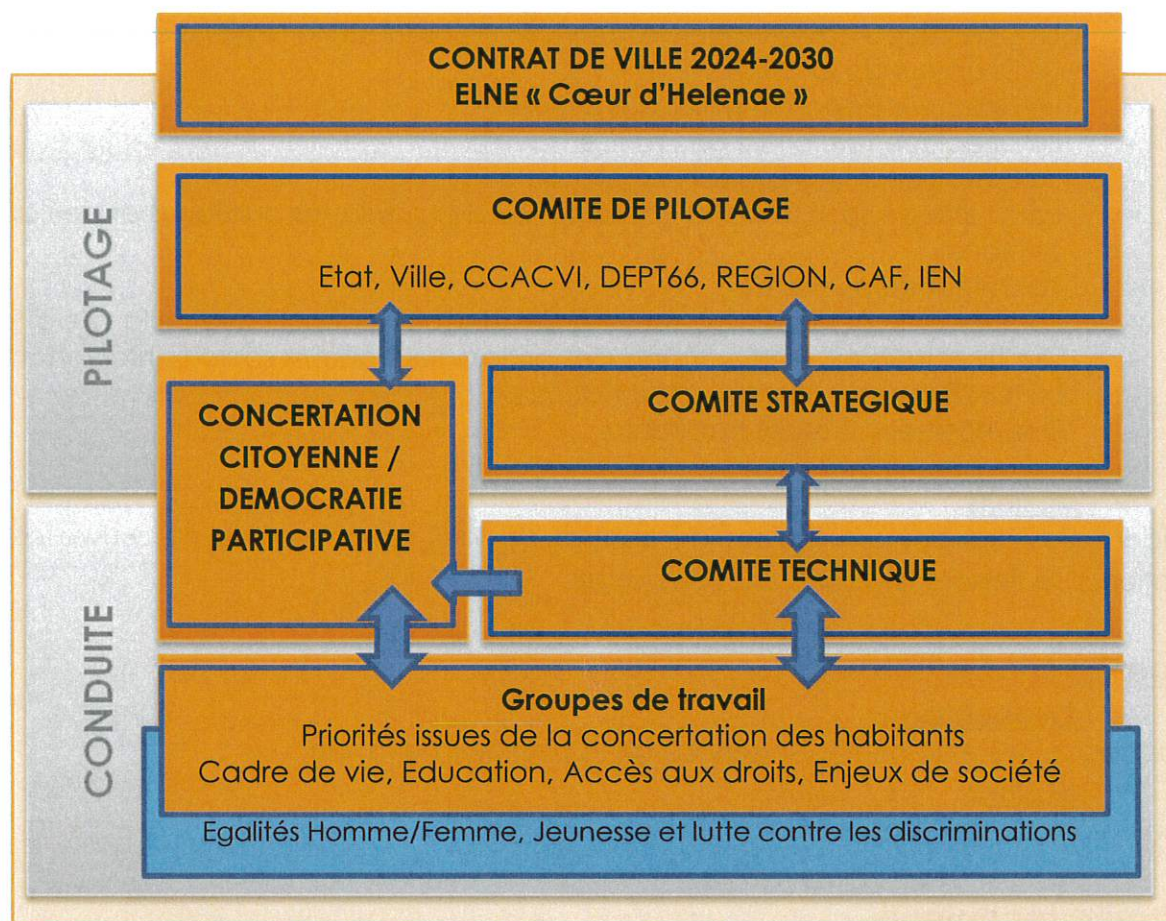 CONTRAT DE VILLE 2024-2030
ELNE « Cœur d'Helenae »
PILOTAGE
COMITE DE PILOTAGE
Etat, Ville, CCACVI, DEPT66, REGION, CAF, IEN
CONCERTATION
CITOYENNE /
DEMOCRATIE
PARTICIPATIVE
COMITE STRATEGIQUE
CONDUITE
COMITE TECHNIQUE
Groupes de travail
Priorités issues de la concertation des habitants
Cadre de vie, Education, Accès aux droits, Enjeux de société
Egalités Homme/Femme, Jeunesse et lutte contre les discriminations